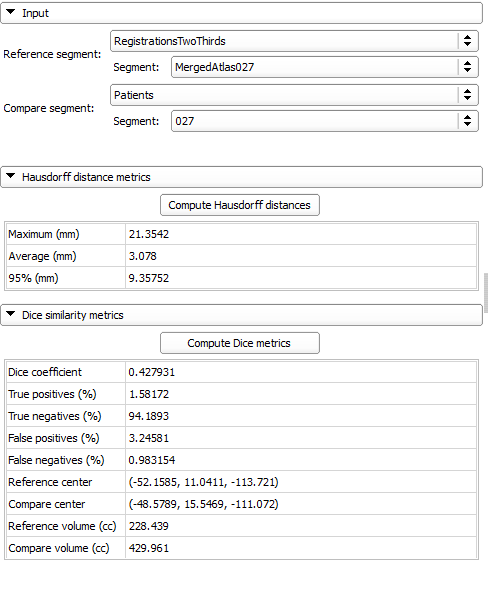 Input
Reference segment:
RegistrationsTwoThirds
Segment: MergedAtlas027
Compare segment:
Patients
Segment: 027
Hausdorff distance metrics
Compute Hausdorff distances
Maximum (mm) 21.3542
Average (mm) 3.078
95% (mm) 9.35752
Dice similarity metrics
Compute Dice metrics
Dice coefficient 0.427931
True positives (%) 1.58172
True negatives (%) 94.1893
False positives (%) 3.24581
False negatives (%) 0.983154
Reference center (-52.1585, 11.0411, -113.721)
Compare center (-48.5789, 15.5469, -111.072)
Reference volume (cc) 228.439
Compare volume (cc) 429.961